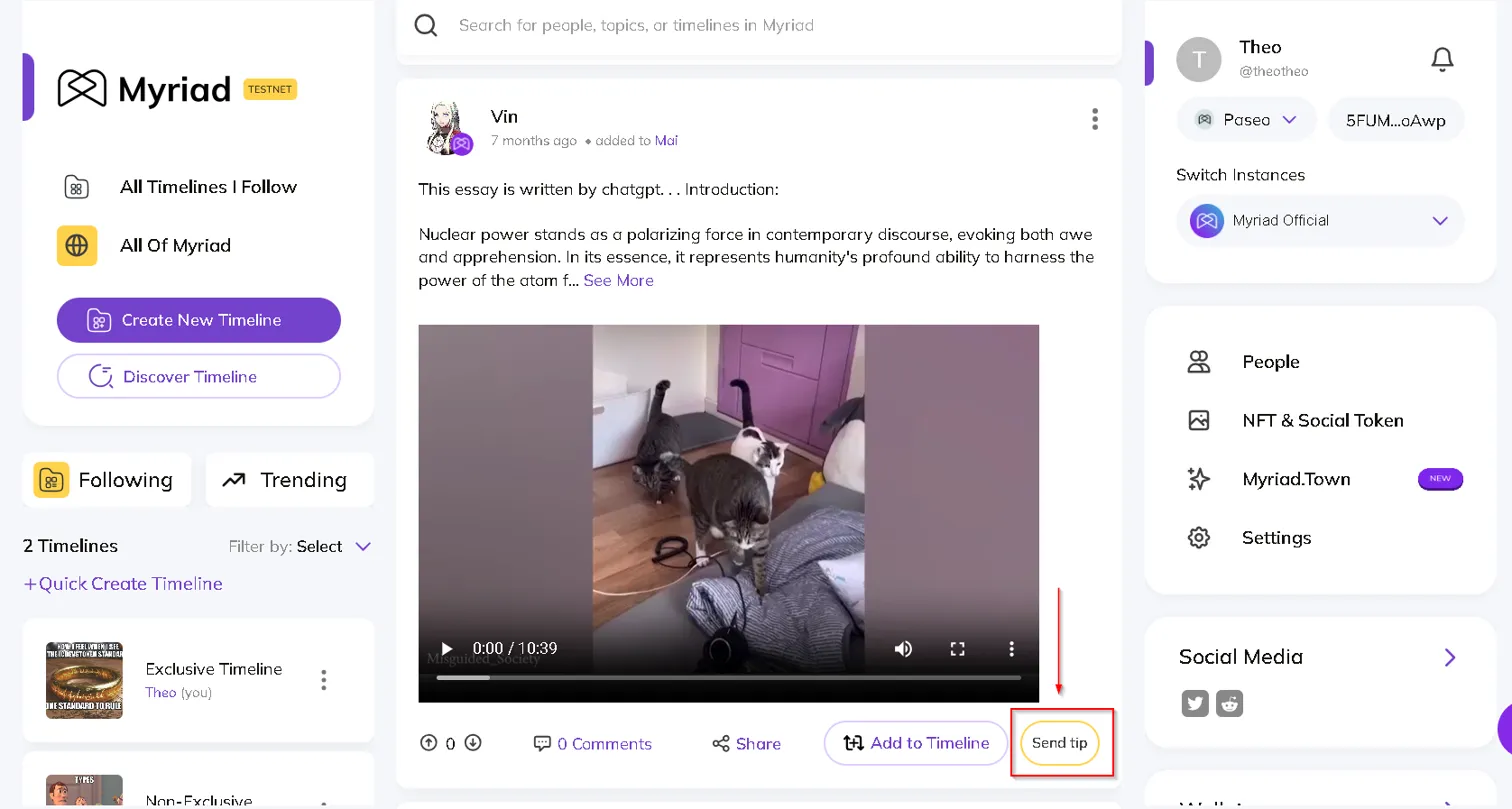 Myriad TESTNET
All Timelines I Follow
All Of Myriad
Create New Timeline
Discover Timeline
Following
Trending
2 Timelines
Filter by: Select
+Quick Create Timeline
Exclusive Timeline
Theo (you)
Non-Exclusive
Search for people, topics, or timelines in Myriad
Vin
7 months ago • added to Mai
This essay is written by chatgpt. . . Introduction:
Nuclear power stands as a polarizing force in contemporary discourse, evoking both awe
and apprehension. In its essence, it represents humanity's profound ability to harness the
power of the atom f... See More
0:00 / 10:39
Misguided_Society
0
0 Comments
Share
Add to Timeline
Send tip
T
Theo
@theotheo
Paseo
5FUM...oAwp
Switch Instances
Myriad Official
People
NFT & Social Token
Myriad.Town
NEW
Settings
Social Media